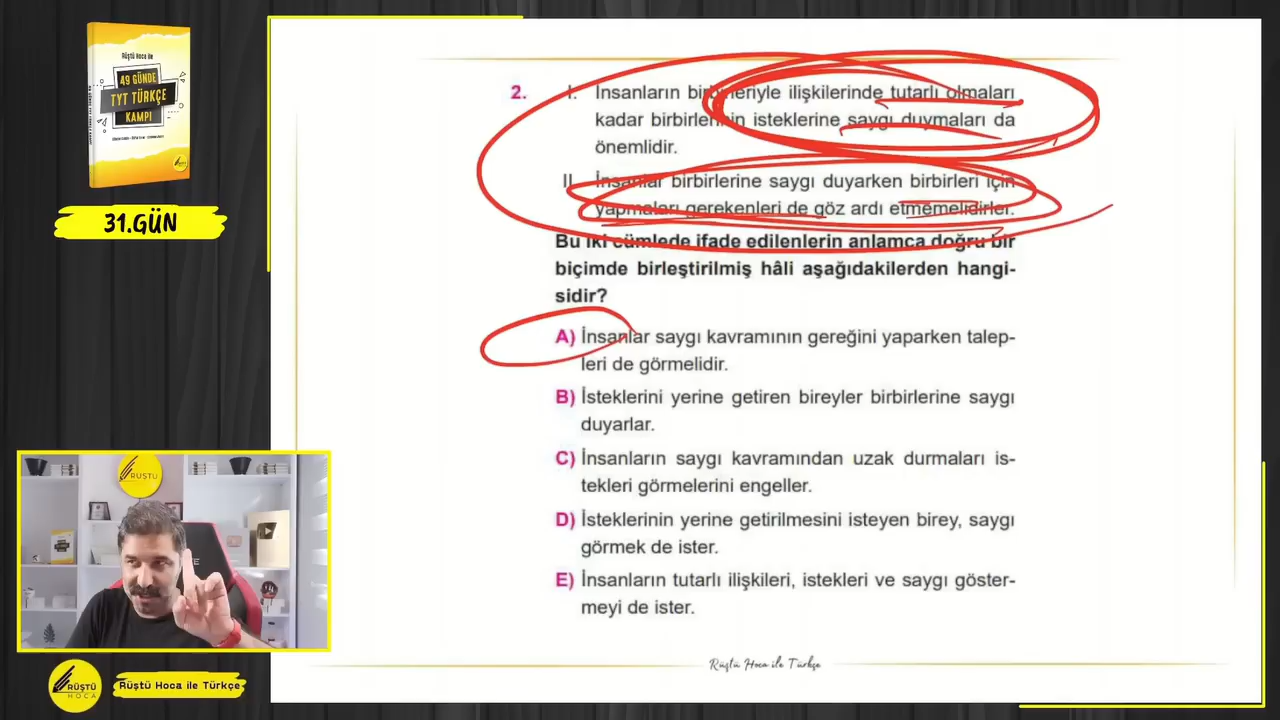 Rüştü Hoca ile
49 GÜNDE
TYT TÜRKÇE
KAMPI
31.GÜN
2. I. İnsanların birbirleriyle ilişkilerinde tutarlı olmaları
kadar birbirlerinin isteklerine saygı duymaları da
önemlidir.
II. İnsanlar birbirlerine saygı duyarken birbirleri için
yapmaları gerekenleri de göz ardı etmemelidirler.
Bu iki cümlede ifade edilenlerin anlamca doğru bir
biçimde birleştirilmiş hâli aşağıdakilerden hangi-
sidir?
A) İnsanlar saygı kavramının gereğini yaparken talep-
leri de görmelidir.
B) İsteklerini yerine getiren bireyler birbirlerine saygı
duyarlar.
C) İnsanların saygı kavramından uzak durmaları is-
tekleri görmelerini engeller.
D) İsteklerinin yerine getirilmesini isteyen birey, saygı
görmek de ister.
E) İnsanların tutarlı ilişkileri, istekleri ve saygı göster-
meyi de ister.
Rüştü Hoca ile Türkçe
RÜŞTÜ
RÜŞTÜ
HOCA
Rüştü Hoca ile Türkçe